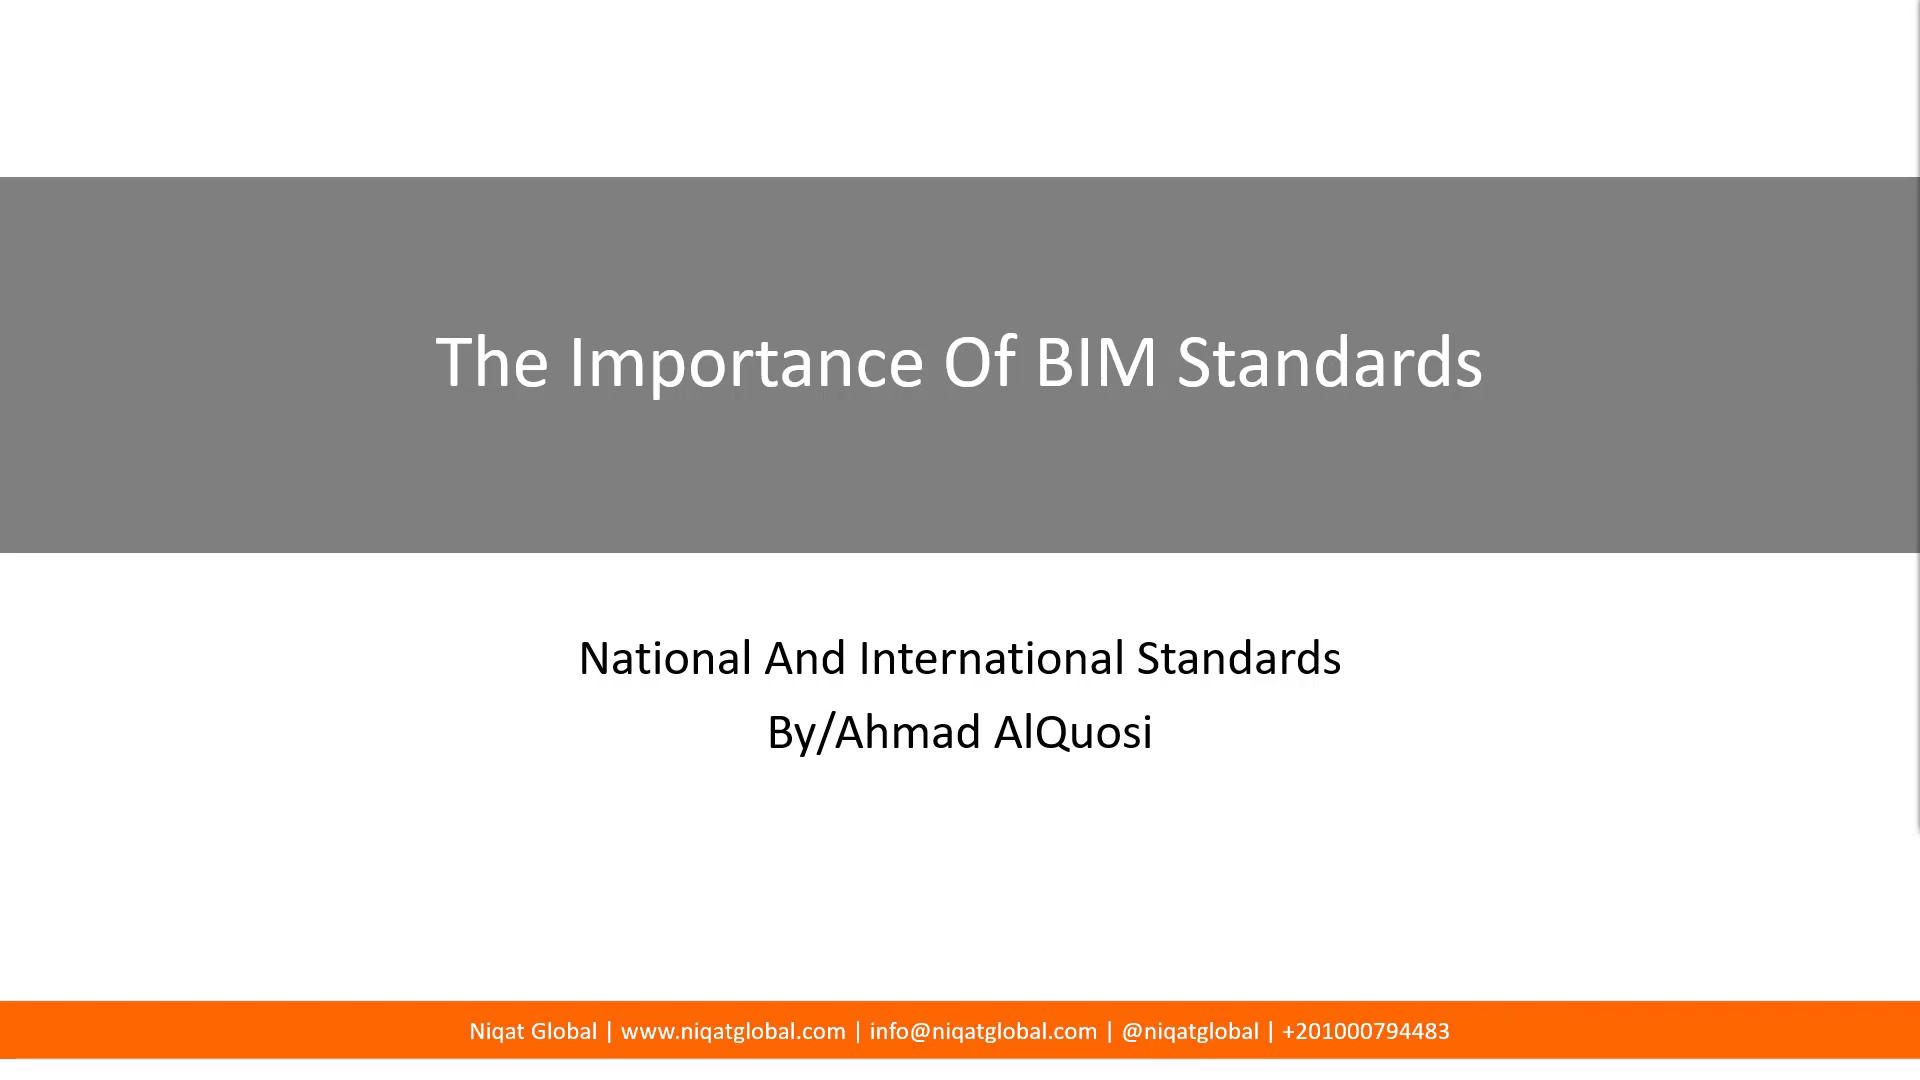 The Importance Of BIM Standards
National And International Standards
By/Ahmad AlQuosi
Niqat Global | www.niqatglobal.com | info@niqatglobal.com | @niqatglobal | +201000794483